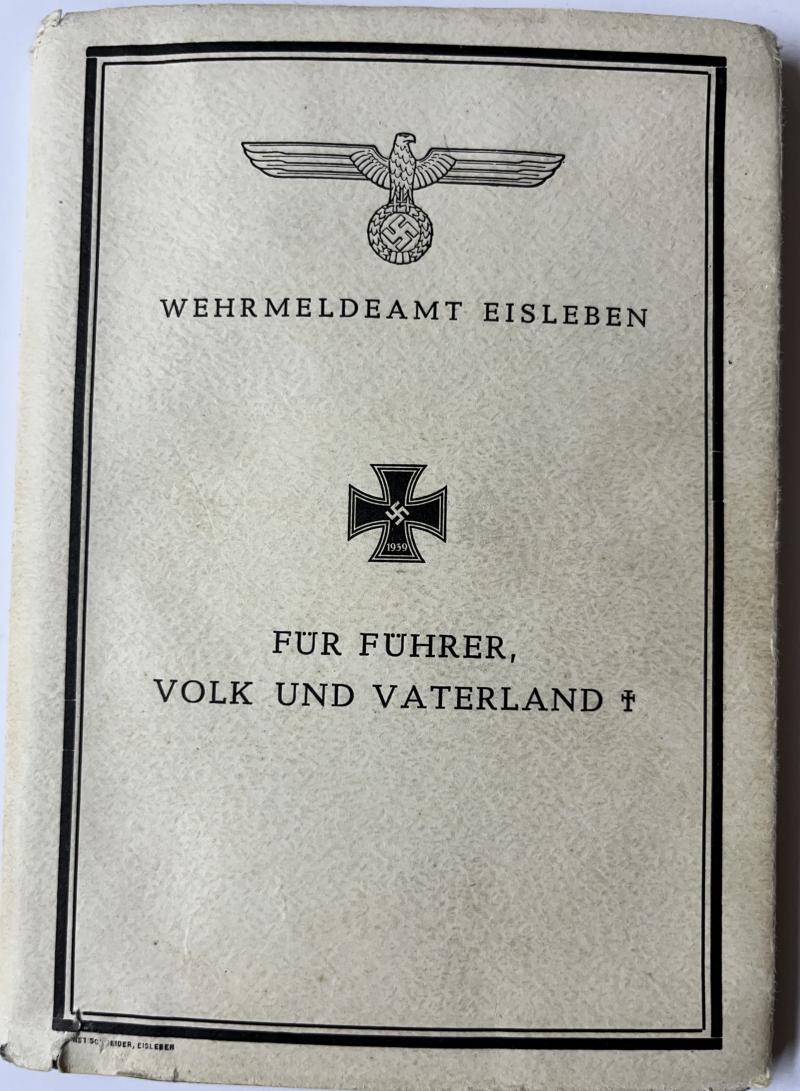 WEHRMELDEAMT EISLEBEN
1939
FÜR FÜHRER,
VOLK UND VATERLAND ✝
EISLEBEN